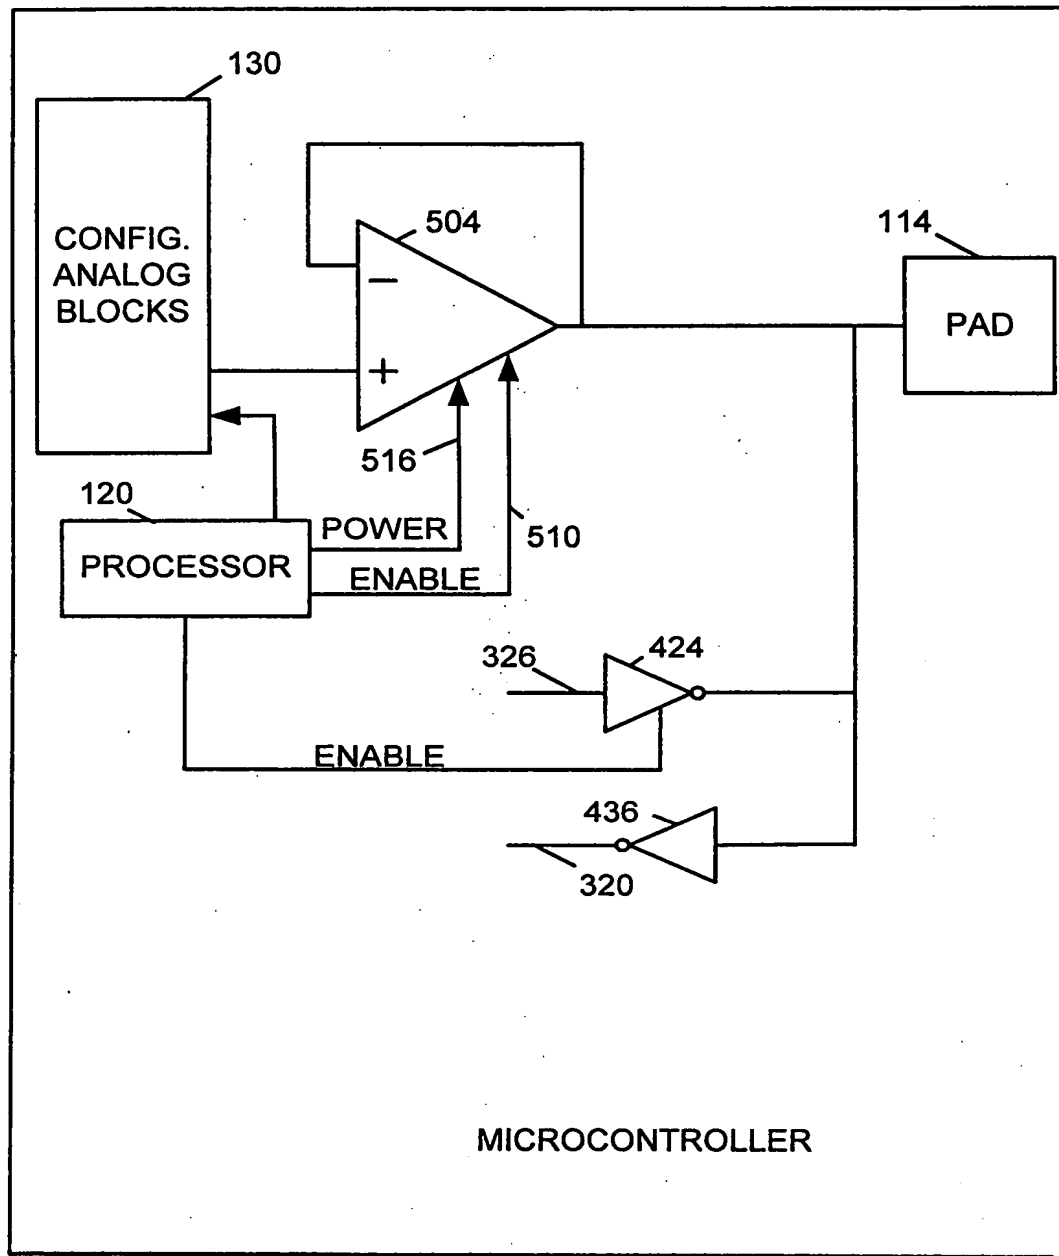 130
CONFIG.
ANALOG
BLOCKS
504
−
+
114
PAD
516
510
120
PROCESSOR
POWER
ENABLE
326
424
ENABLE
436
320
MICROCONTROLLER